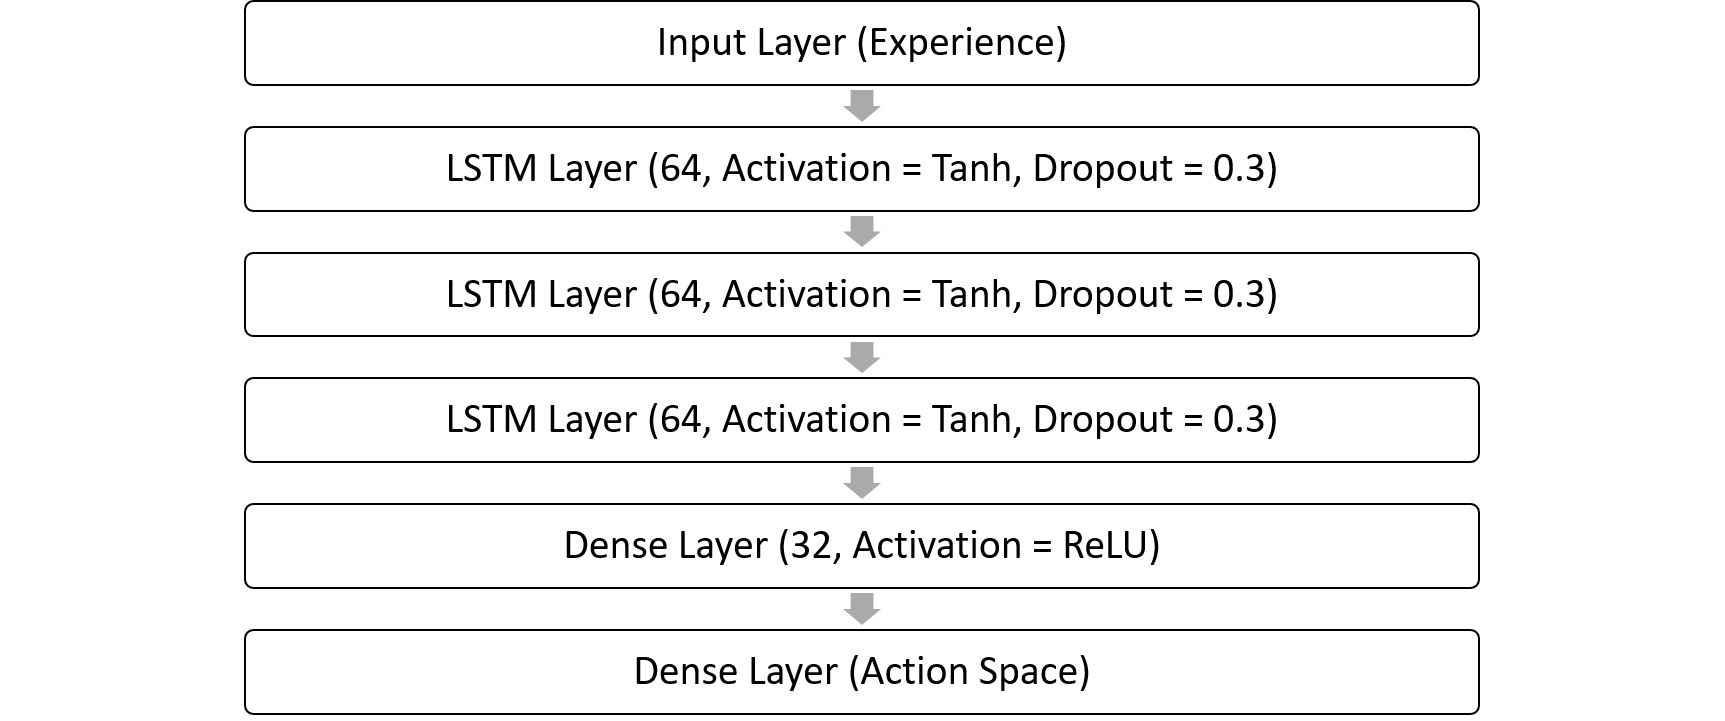 Input Layer (Experience)
LSTM Layer (64, Activation = Tanh, Dropout = 0.3)
LSTM Layer (64, Activation = Tanh, Dropout = 0.3)
LSTM Layer (64, Activation = Tanh, Dropout = 0.3)
Dense Layer (32, Activation = ReLU)
Dense Layer (Action Space)